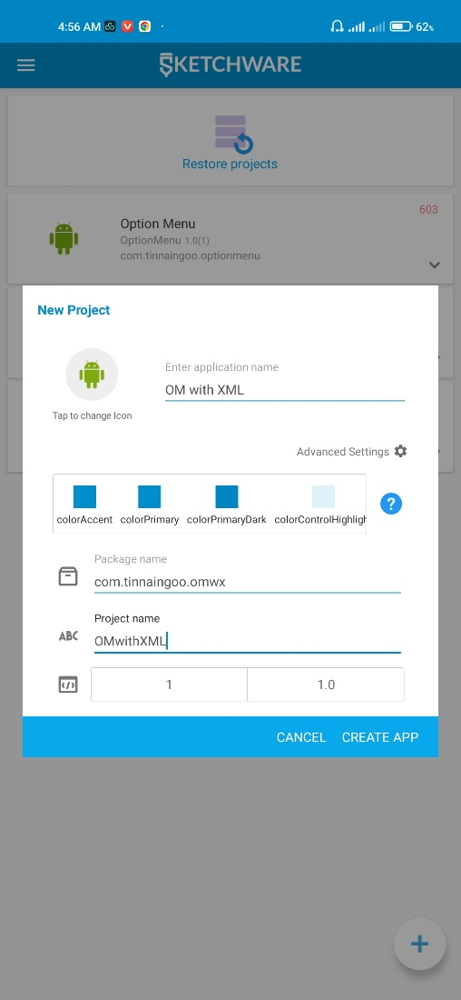 4:56 AM
62%
SKETCHWARE
Restore projects
603
Option Menu
OptionMenu 1.0(1)
com.tinnaingoo.optionmenu
New Project
Enter application name
OM with XML
Tap to change Icon
Advanced Settings
colorAccent colorPrimary colorPrimaryDark colorControlHighligh
?
Package name
com.tinnaingoo.omwx
Project name
ABC
OMwithXML
1 1.0
CANCEL CREATE APP